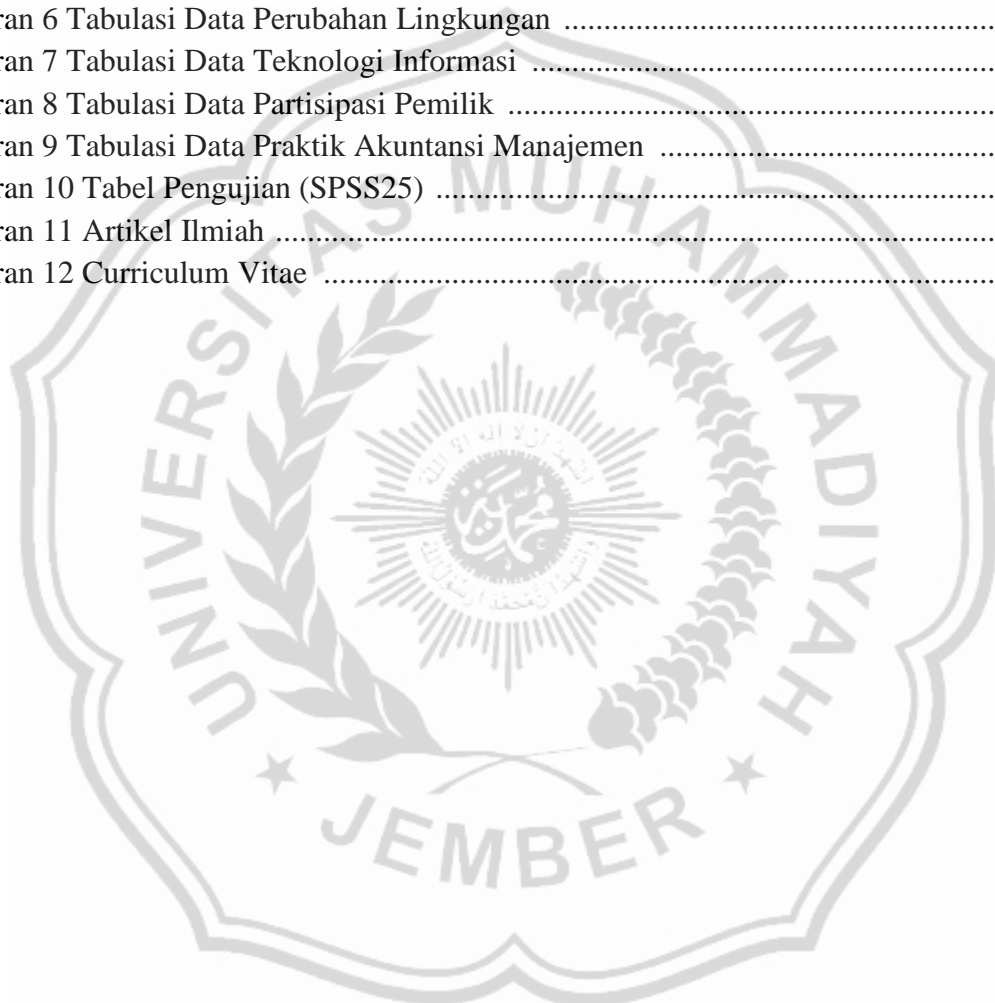 ran 6 Tabulasi Data Perubahan Lingkungan ........................................................
ran 7 Tabulasi Data Teknologi Informasi ............................................................
ran 8 Tabulasi Data Partisipasi Pemilik ...............................................................
ran 9 Tabulasi Data Praktik Akuntansi Manajemen ............................................
ran 10 Tabel Pengujian (SPSS25) ........................................................................
ran 11 Artikel Ilmiah ............................................................................................
ran 12 Curriculum Vitae ......................................................................................
UNIVERSITAS MUHAMMADIYAH
JEMBER